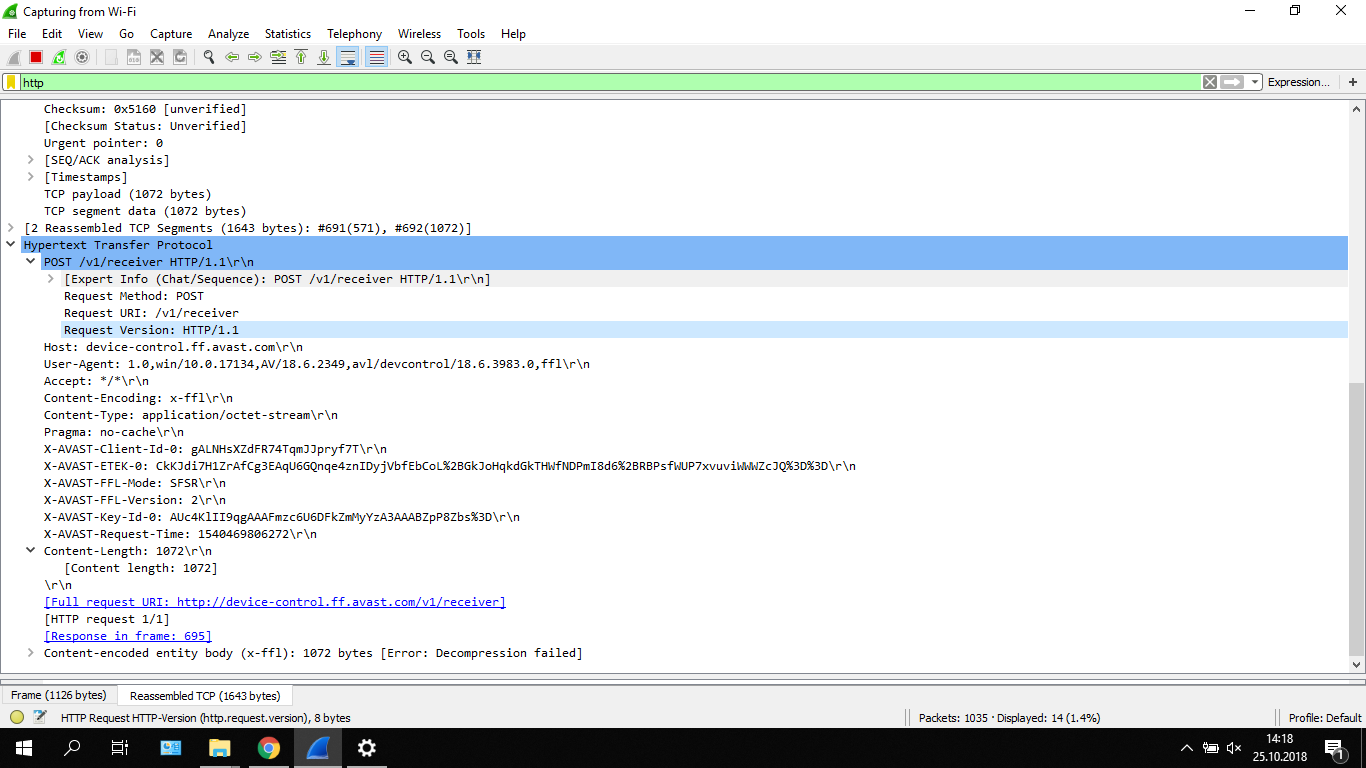 Capturing from Wi-Fi
File Edit View Go Capture Analyze Statistics Telephony Wireless Tools Help
http
Expression...
+
Checksum: 0x5160 [unverified]
[Checksum Status: Unverified]
Urgent pointer: 0
[SEQ/ACK analysis]
[Timestamps]
TCP payload (1072 bytes)
TCP segment data (1072 bytes)
[2 Reassembled TCP Segments (1643 bytes): #691(571), #692(1072)]
Hypertext Transfer Protocol
POST /v1/receiver HTTP/1.1\r\n
[Expert Info (Chat/Sequence): POST /v1/receiver HTTP/1.1\r\n]
Request Method: POST
Request URI: /v1/receiver
Request Version: HTTP/1.1
Host: device-control.ff.avast.com\r\n
User-Agent: 1.0,win/10.0.17134,AV/18.6.2349,avl/devcontrol/18.6.3983.0,ffl\r\n
Accept: */*\r\n
Content-Encoding: x-ffl\r\n
Content-Type: application/octet-stream\r\n
Pragma: no-cache\r\n
X-AVAST-Client-Id-0: gALNHsXZdFR74TqmJJpryf7T\r\n
X-AVAST-ETEK-0: CkKJdi7H1ZrAfCg3EAqU6GQnqe4znIDyjVbfEbCoL%2BGkJoHqkdGkTHWfNDPmI8d6%2BRBPsfWUP7xvuviWWWZcJQ%3D%3D\r\n
X-AVAST-FFL-Mode: SFSR\r\n
X-AVAST-FFL-Version: 2\r\n
X-AVAST-Key-Id-0: AUc4KlII9qgAAAFmzc6U6DFkZmMyYzA3AAABZpP8Zbs%3D\r\n
X-AVAST-Request-Time: 1540469806272\r\n
Content-Length: 1072\r\n
[Content length: 1072]
\r\n
[Full request URI: http://device-control.ff.avast.com/v1/receiver]
[HTTP request 1/1]
[Response in frame: 695]
Content-encoded entity body (x-ffl): 1072 bytes [Error: Decompression failed]
Frame (1126 bytes) Reassembled TCP (1643 bytes)
HTTP Request HTTP-Version (http.request.version), 8 bytes Packets: 1035 · Displayed: 14 (1.4%) Profile: Default
14:18
25.10.2018
1